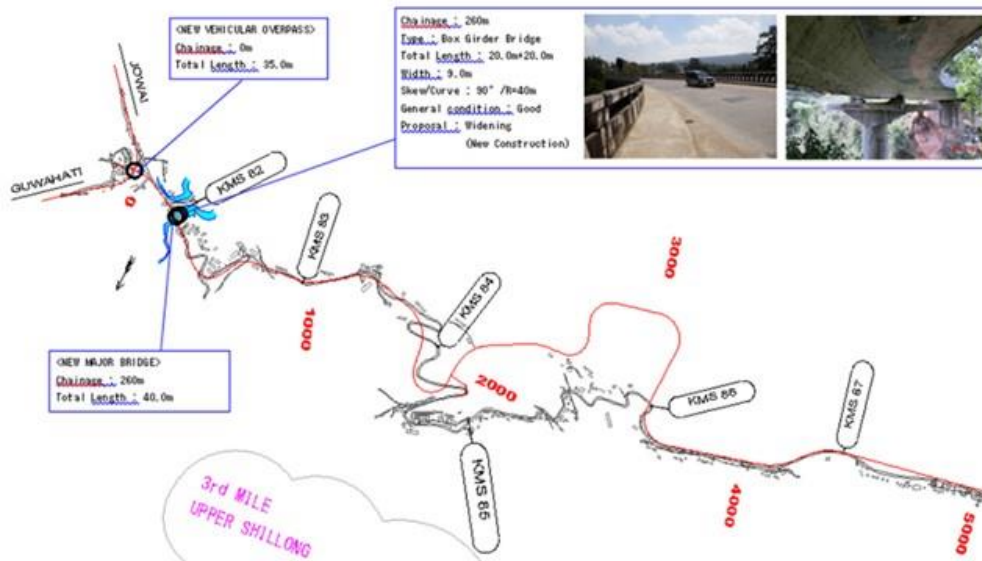 <NEW VEHICULAR OVERPASS>
Chainage : 0m
Total Length : 35.0m
Chainage : 260m
Type : Box Girder Bridge
Total Length : 20.0m+20.0m
Width : 9.0m
Skew/Curve : 90° /R=40m
General condition : Good
Proposal : Widening
(New Construction)
JOWAI
GUWAHATI
0
KMS 82
KMS 83
1000
KMS 84
2000
3000
KMS 85
KMS 86
KMS 87
4000
5000
<NEW MAJOR BRIDGE>
Chainage : 260m
Total Length : 40.0m
3rd MILE
UPPER SHILLONG